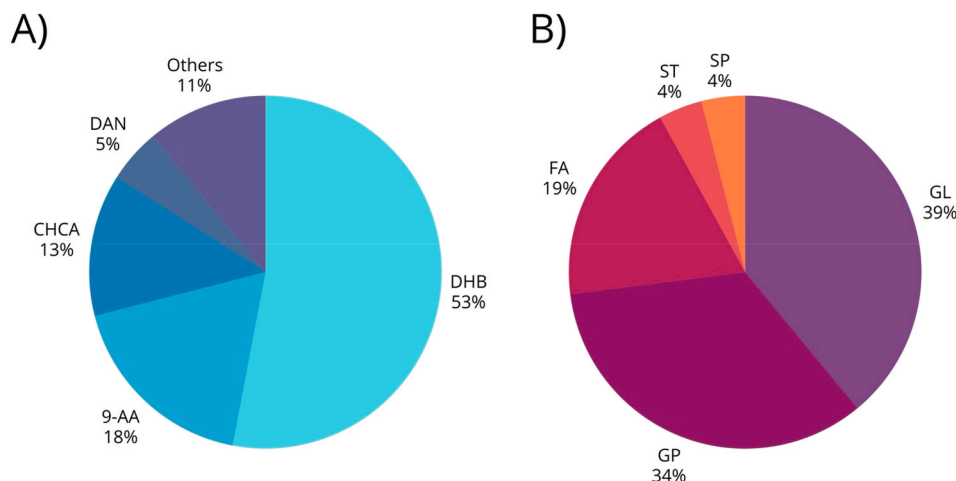 A)
Others
11%
DAN
5%
CHCA
13%
9-AA
18%
DHB
53%
B)
SP
4%
ST
4%
FA
19%
GL
39%
GP
34%